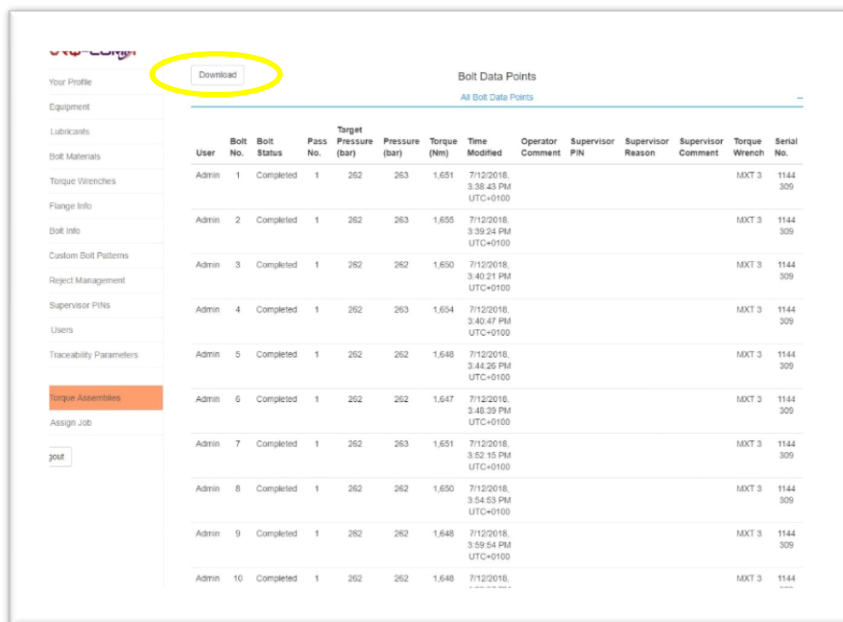 Your Profile
Equipment
Lubricants
Bolt Materials
Torque Wrenches
Flange Info
Bolt Info
Custom Bolt Patterns
Reject Management
Supervisor PINs
Users
Traceability Parameters
Torque Assemblies
Assign Job
gout
Download
Bolt Data Points
All Bolt Data Points
User Bolt No. Bolt Status Pass No. Target Pressure (bar) Pressure (bar) Torque (Nm) Time Modified Operator Comment Supervisor PIN Supervisor Reason Supervisor Comment Torque Wrench Serial No.
Admin 1 Completed 1 262 263 1,651 7/12/2018, MXT 3 1144
3:38:43 PM 309
UTC+0100
Admin 2 Completed 1 262 263 1,655 7/12/2018, MXT 3 1144
3:39:24 PM 309
UTC+0100
Admin 3 Completed 1 262 262 1,650 7/12/2018, MXT 3 1144
3:40:21 PM 309
UTC+0100
Admin 4 Completed 1 262 263 1,654 7/12/2018, MXT 3 1144
3:40:47 PM 309
UTC+0100
Admin 5 Completed 1 262 262 1,648 7/12/2018, MXT 3 1144
3:44:26 PM 309
UTC+0100
Admin 6 Completed 1 262 262 1,647 7/12/2018, MXT 3 1144
3:48:39 PM 309
UTC+0100
Admin 7 Completed 1 262 263 1,651 7/12/2018, MXT 3 1144
3:52:15 PM 309
UTC+0100
Admin 8 Completed 1 262 262 1,650 7/12/2018, MXT 3 1144
3:54:53 PM 309
UTC+0100
Admin 9 Completed 1 262 262 1,648 7/12/2018, MXT 3 1144
3:59:54 PM 309
UTC+0100
Admin 10 Completed 1 262 262 1,648 7/12/2018, MXT 3 1144